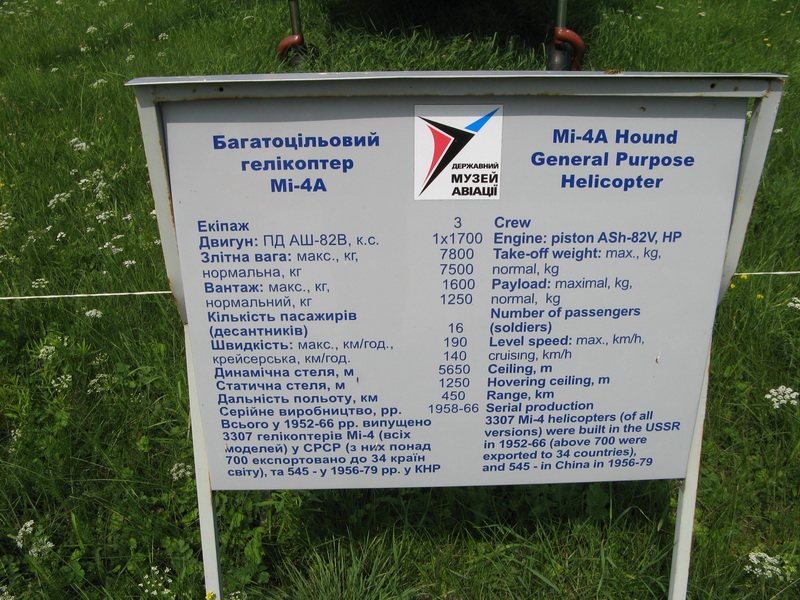 Багатоцільовий
гелікоптер
Мі-4А
ДЕРЖАВНИЙ
МУЗЕЙ
АВІАЦІЇ
Mi-4A Hound
General Purpose
Helicopter
Екіпаж 3 Crew
Двигун: ПД АШ-82В, к.с. 1x1700 Engine: piston ASh-82V, HP
Злітна вага: макс., кг, 7800 Take-off weight: max., kg,
нормальна, кг 7500 normal, kg
Вантаж: макс., кг, 1600 Payload: maximal, kg,
нормальний, кг 1250 normal, kg
Кількість пасажирів Number of passengers
(десантників) 16 (soldiers)
Швидкість: макс., км/год., 190 Level speed: max., km/h,
крейсерська, км/год. 140 cruising, km/h
Динамічна стеля, м 5650 Ceiling, m
Статична стеля, м 1250 Hovering ceiling, m
Дальність польоту, км 450 Range, km
Серійне виробництво, рр. 1958-66 Serial production
Всього у 1952-66 рр. випущено
3307 гелікоптерів Мі-4 (всіх
моделей) у СРСР (з них понад
700 експортовано до 34 країн
світу), та 545 - у 1956-79 рр. у КНР
3307 Mi-4 helicopters (of all
versions) were built in the USSR
in 1952-66 (above 700 were
exported to 34 countries),
and 545 - in China in 1956-79